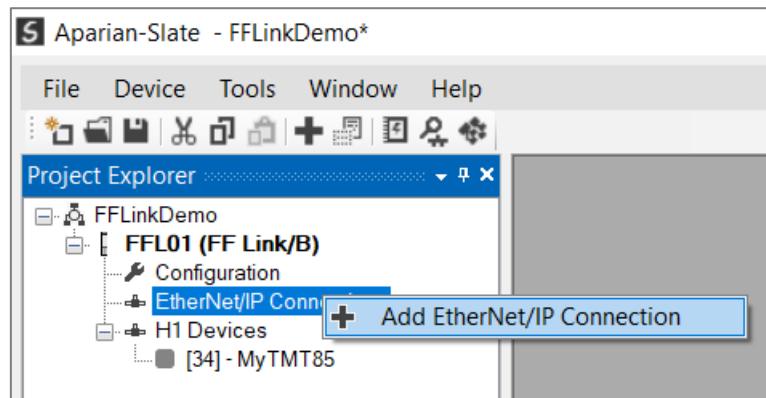 S Aparian-Slate - FFLinkDemo*
File Device Tools Window Help
Project Explorer
FFLinkDemo
FFL01 (FF Link/B)
Configuration
EtherNet/IP
Add EtherNet/IP Connection
H1 Devices
[34] - MyTMT85